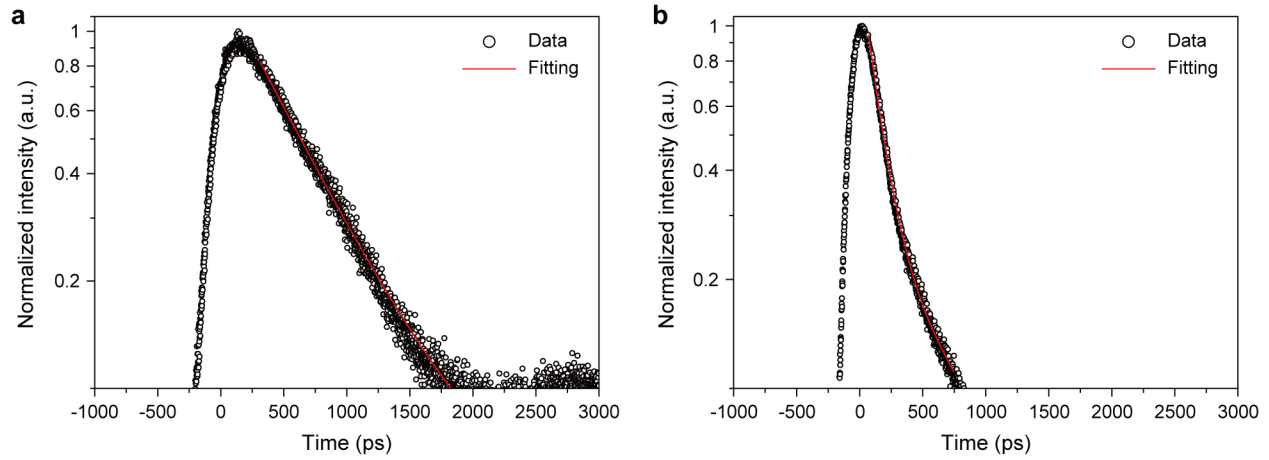 a
Normalized intensity (a.u.)
1
0.8
0.6
0.4
0.2
-1000 -500 0 500 1000 1500 2000 2500 3000
Time (ps)
Data
Fitting
b
Normalized intensity (a.u.)
1
0.8
0.6
0.4
0.2
-1000 -500 0 500 1000 1500 2000 2500 3000
Time (ps)
Data
Fitting